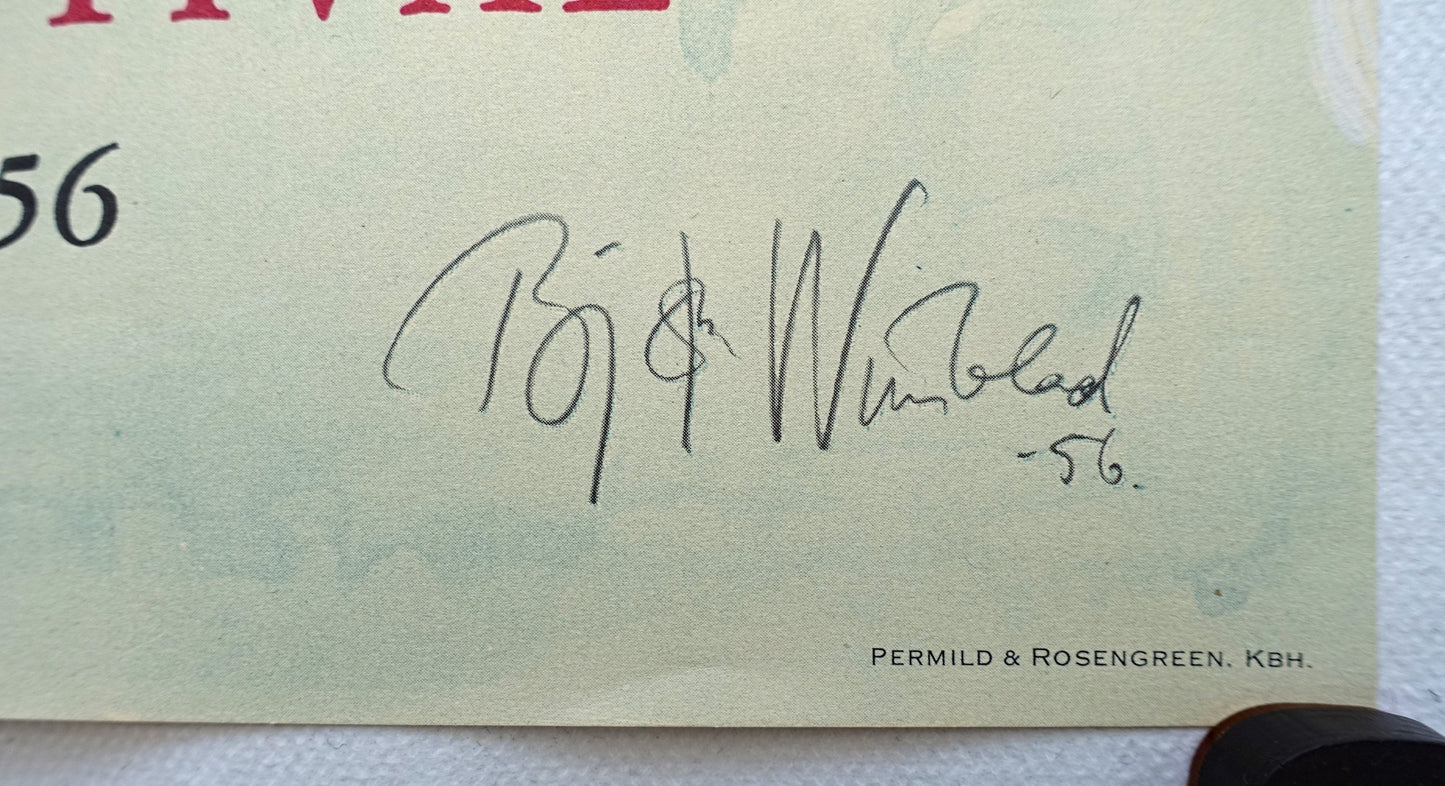 56
Bjørn Wiinblad
-56.
PERMILD & ROSENGREEN. KBH.